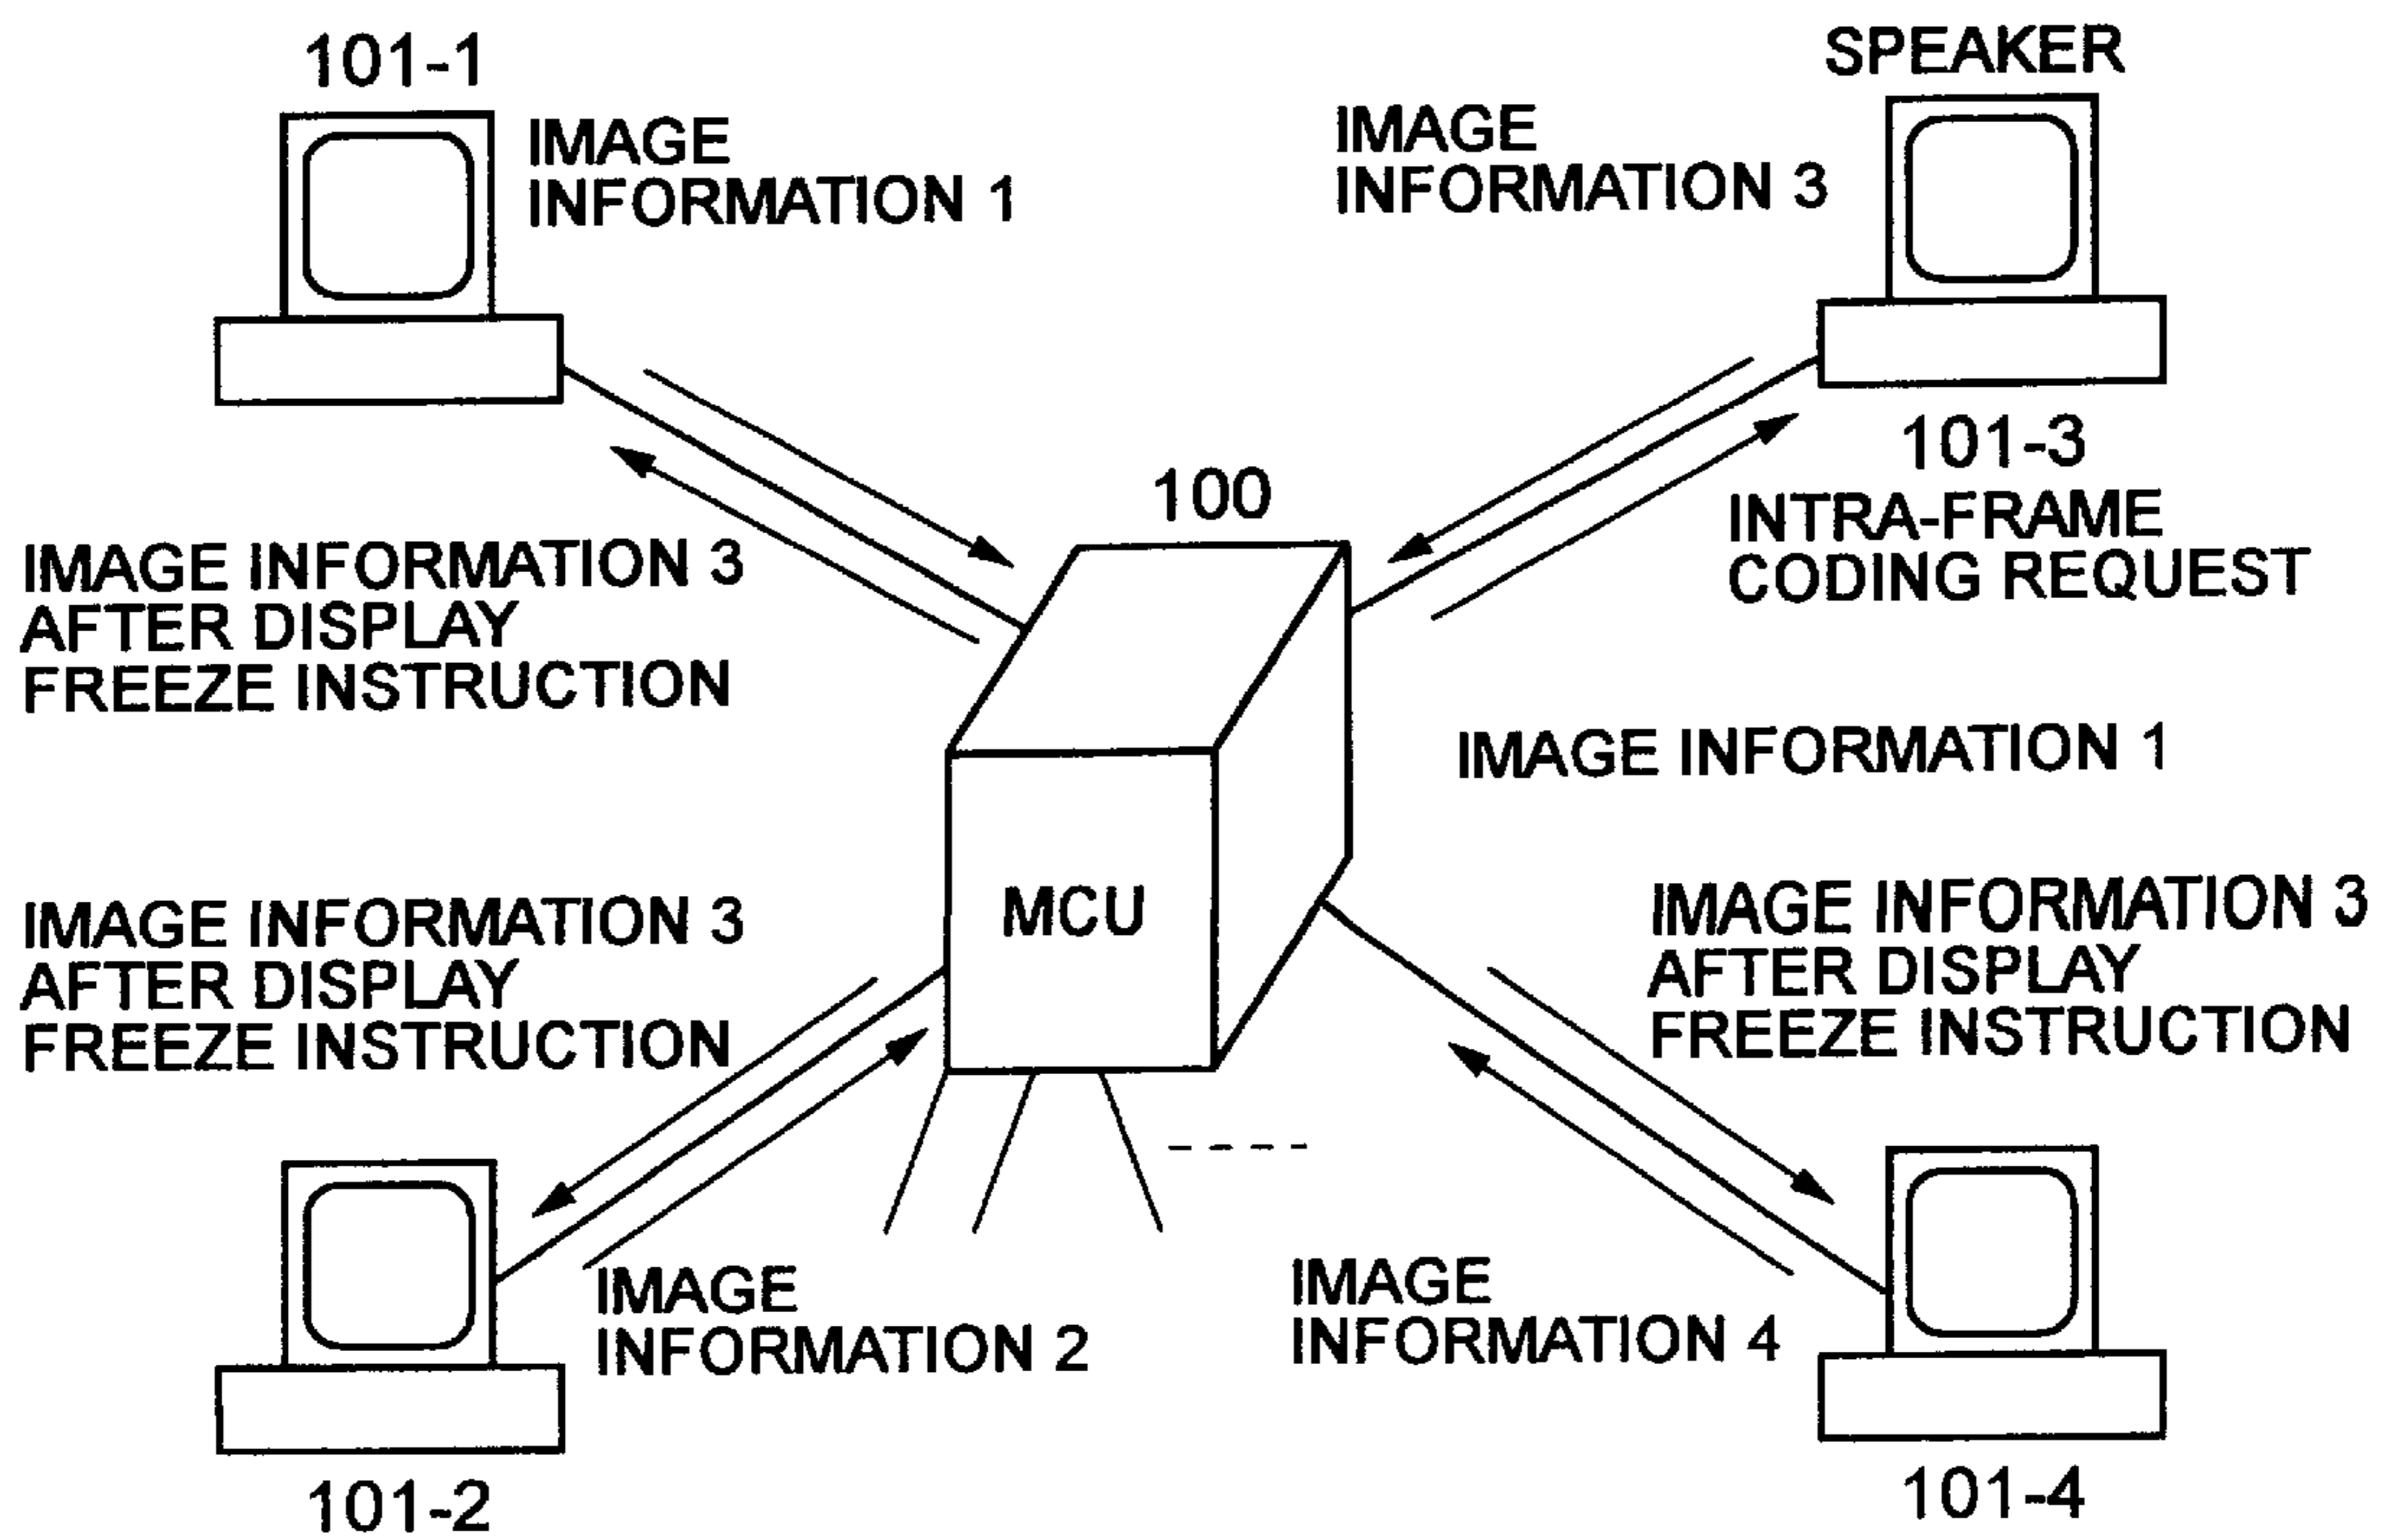 101-1
IMAGE
INFORMATION 1
SPEAKER
IMAGE
INFORMATION 3
101-3
INTRA-FRAME
CODING REQUEST
100
IMAGE INFORMATION 3
AFTER DISPLAY
FREEZE INSTRUCTION
IMAGE INFORMATION 1
MCU
IMAGE INFORMATION 3
AFTER DISPLAY
FREEZE INSTRUCTION
IMAGE INFORMATION 3
AFTER DISPLAY
FREEZE INSTRUCTION
IMAGE
INFORMATION 2
IMAGE
INFORMATION 4
101-2
101-4